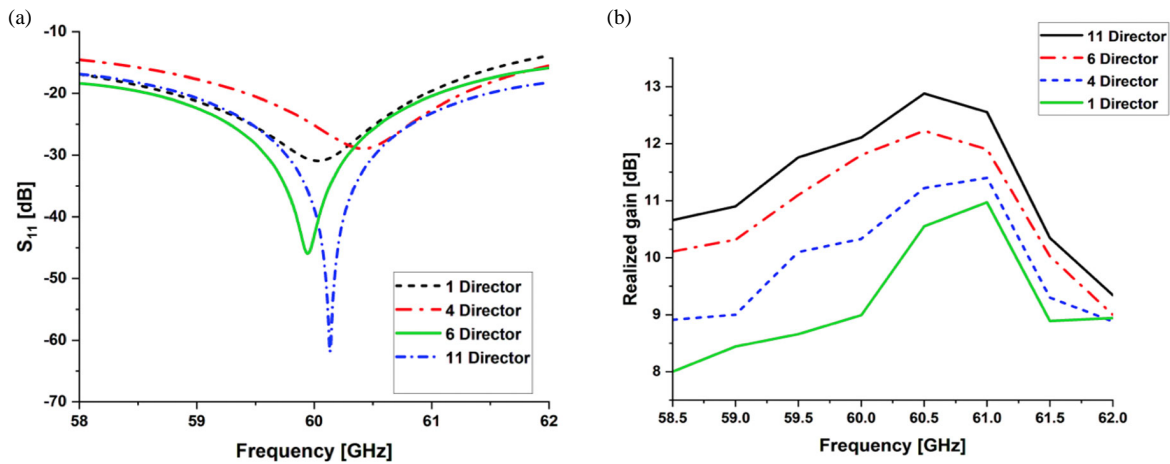 (a)
-10
-20
-30
-40
-50
-60
-70
S11 [dB]
58
59
60
61
62
Frequency [GHz]
1 Director
4 Director
6 Director
11 Director
(b)
13
12
11
10
9
8
Realized gain [dB]
58.5
59.0
59.5
60.0
60.5
61.0
61.5
62.0
Frequency [GHz]
11 Director
6 Director
4 Director
1 Director